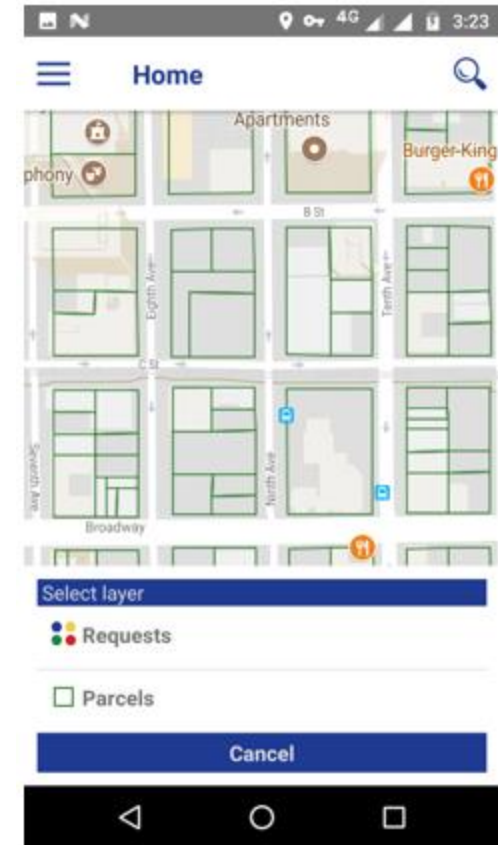 4G 3:23
Home
Apartments
Burger-King
phony
B St
Eighth Ave
Tenth Ave
C St
Seventh Ave
Ninth Ave
Broadway
Select layer
Requests
Parcels
Cancel